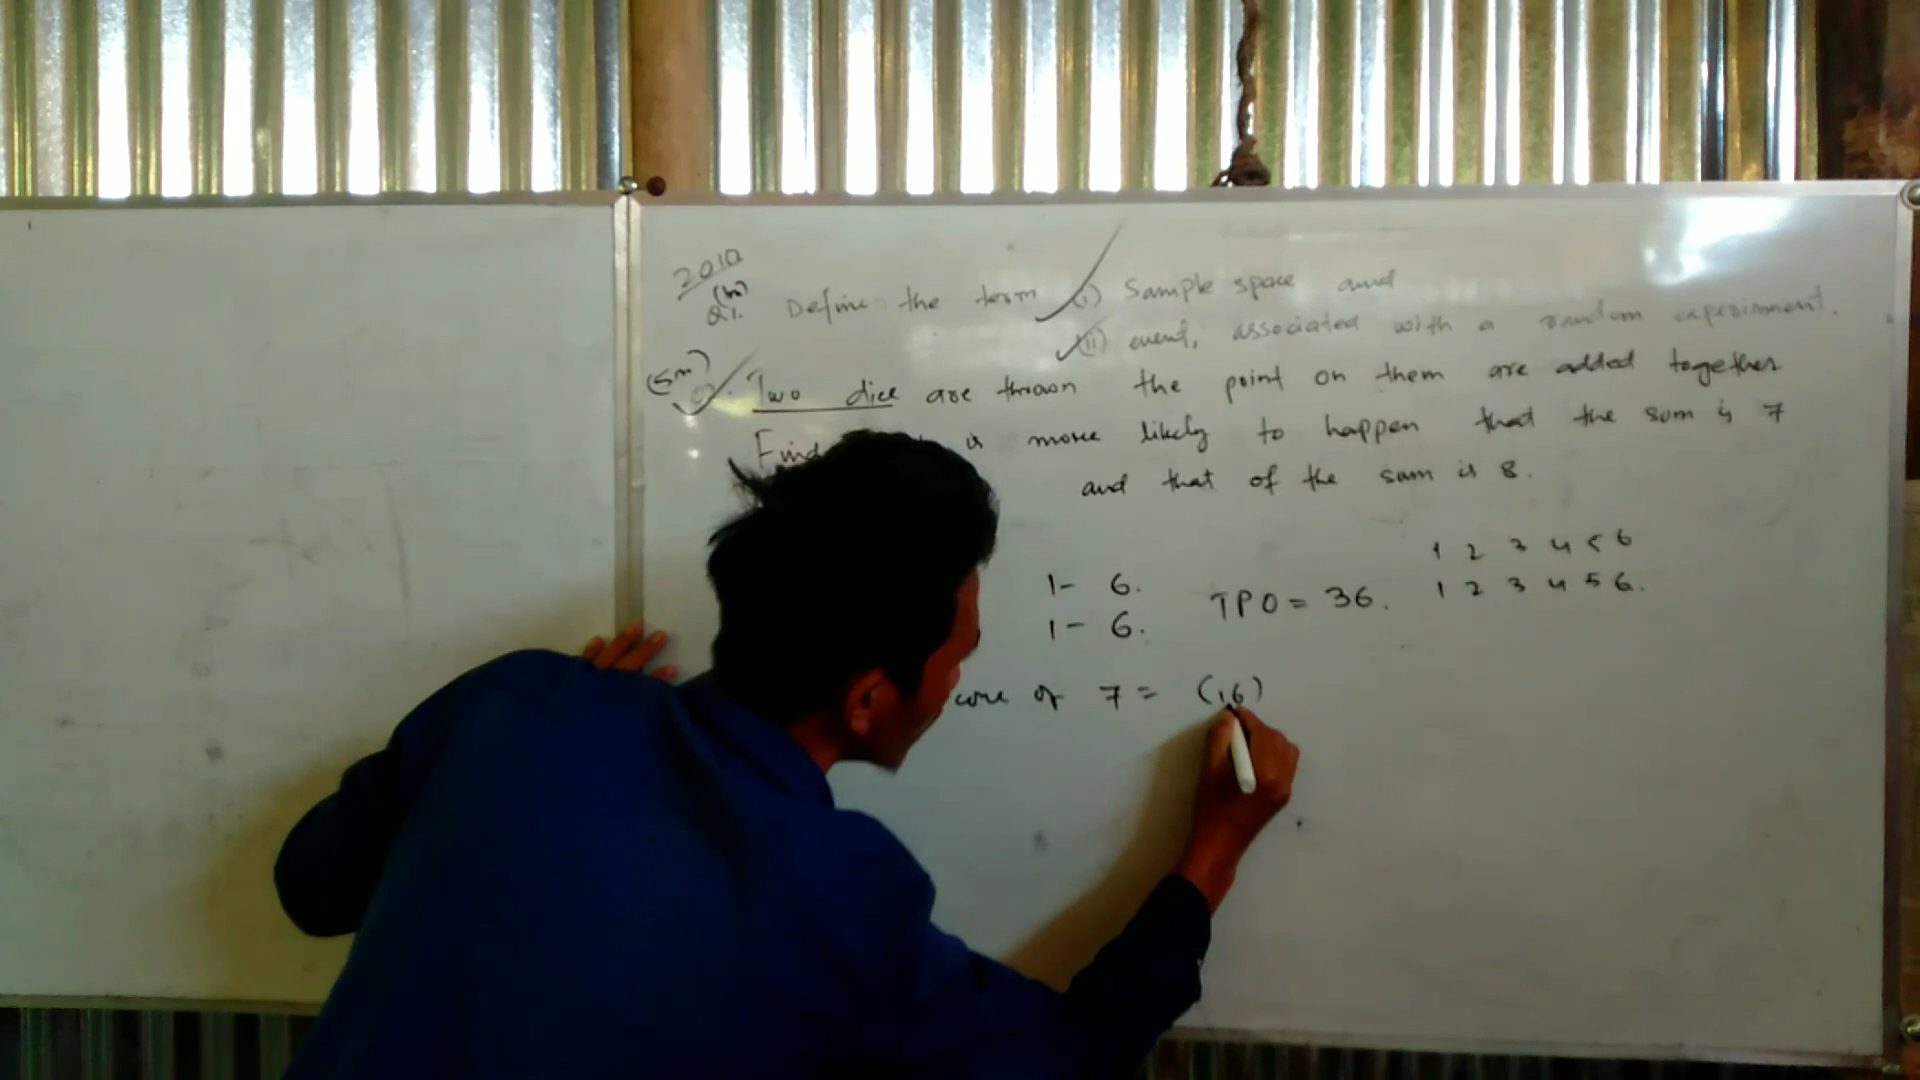 2010
(b)
Q1. Define the term (i) Sample space and
(ii) event, associated with a random experiment.
(5m)
Two dice are thrown the point on them are added together
Find is more likely to happen that the sum is 7
and that of the sum is 8.
1 2 3 4 5 6
1 - 6. TPO = 36. 1 2 3 4 5 6.
1 - 6.
core of 7 = (1,6)